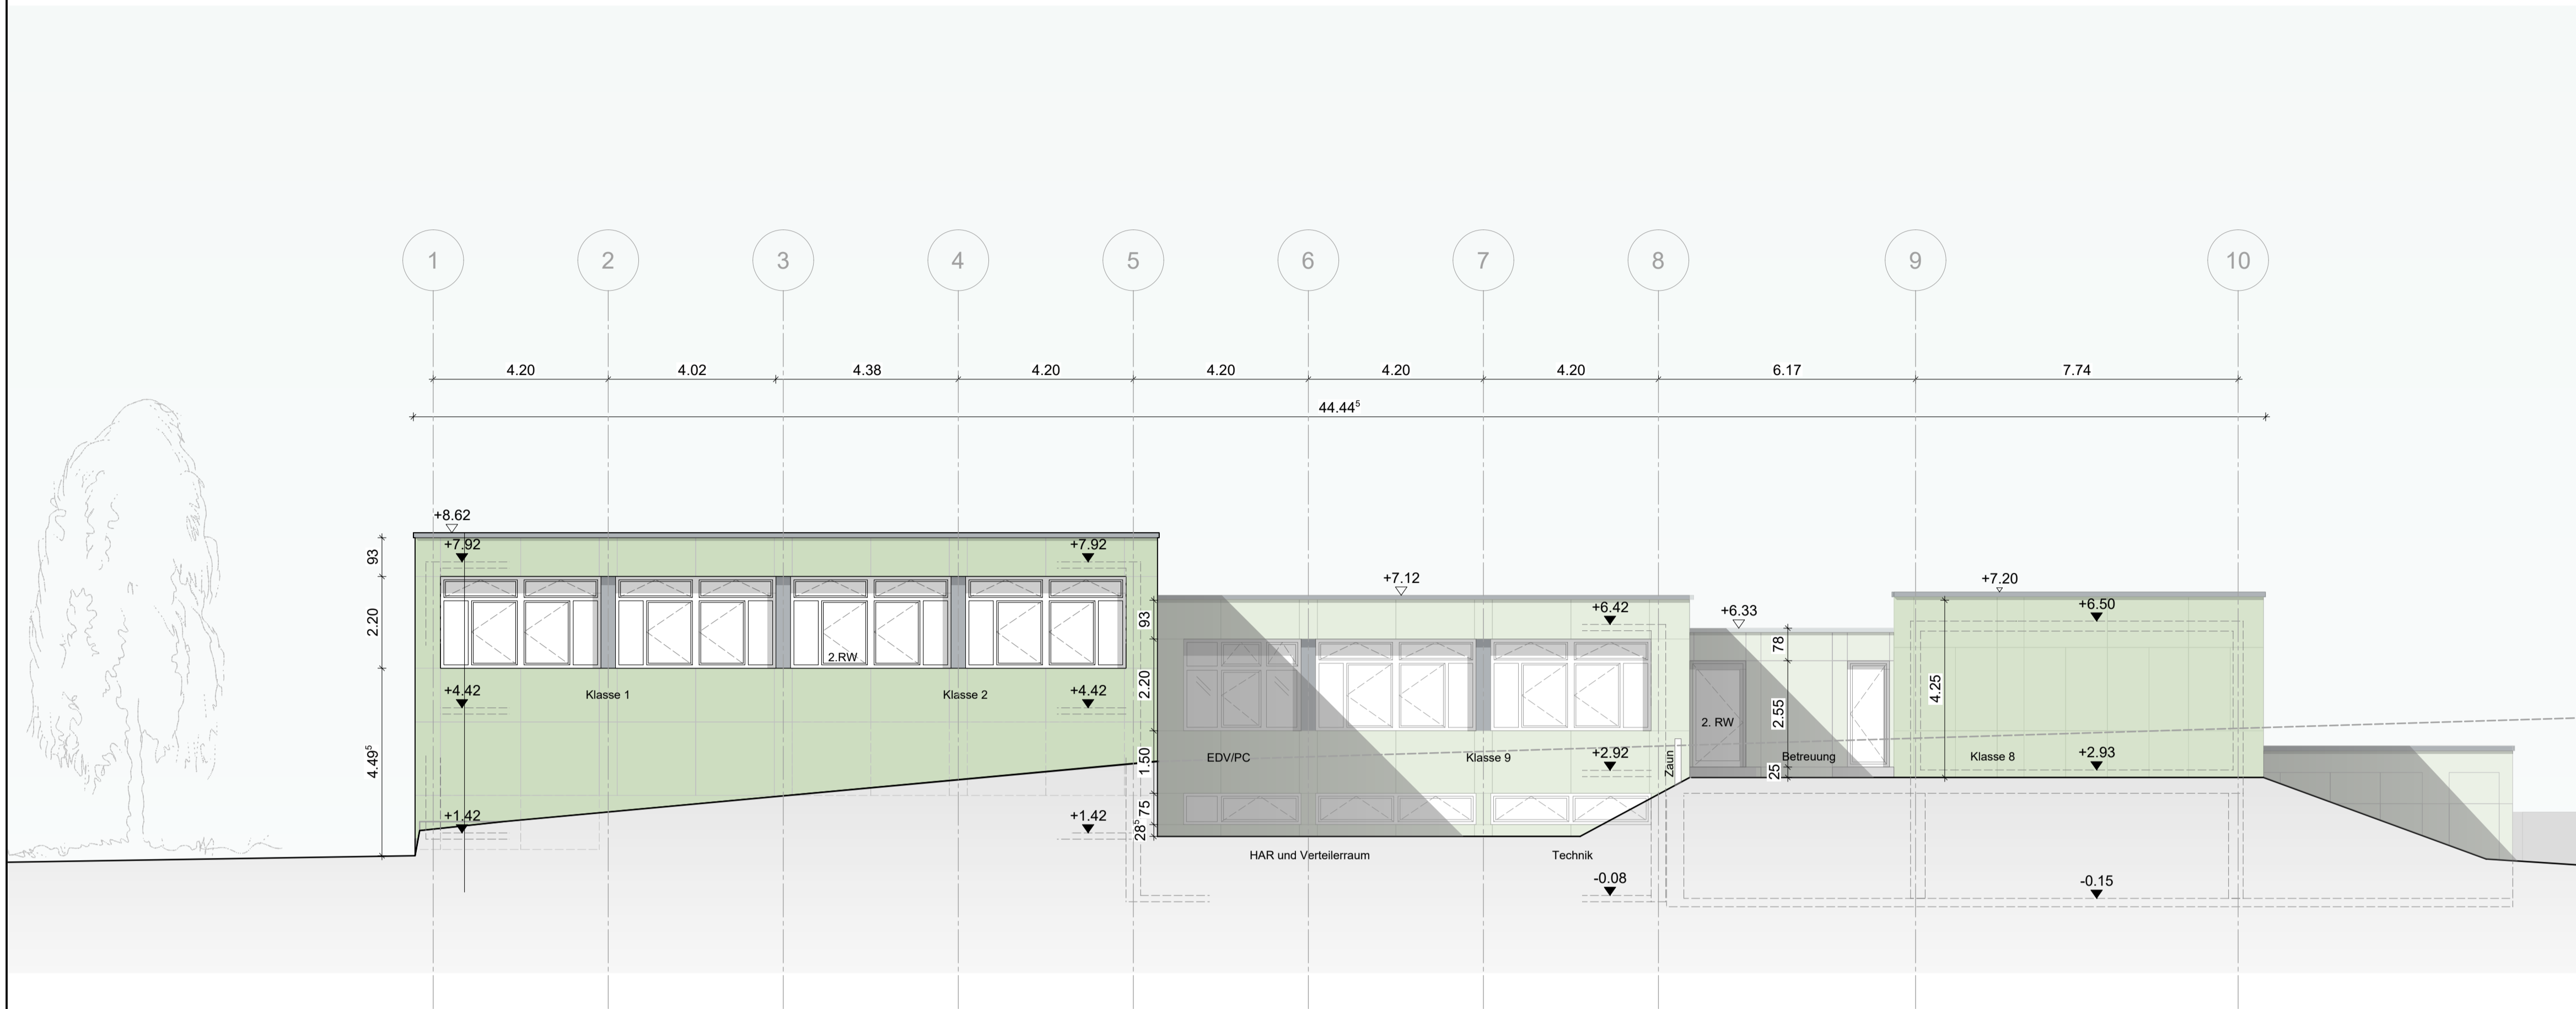 1 2 3 4 5 6 7 8 9 10
4.20 4.02 4.38 4.20 4.20 4.20 4.20 6.17 7.74
44.44⁵
+8.62
+7.92 +7.92
93
2.20
4.49⁵
2.RW
+4.42 Klasse 1 Klasse 2 +4.42
+1.42 +1.42
+7.12
+6.42
93
2.20
1.50
75
28⁵
EDV/PC Klasse 9 +2.92
Zaun
HAR und Verteilerraum Technik
-0.08
+6.33
78
2.55
25
2. RW
Betreuung
+7.20
+6.50
4.25
Klasse 8 +2.93
-0.15